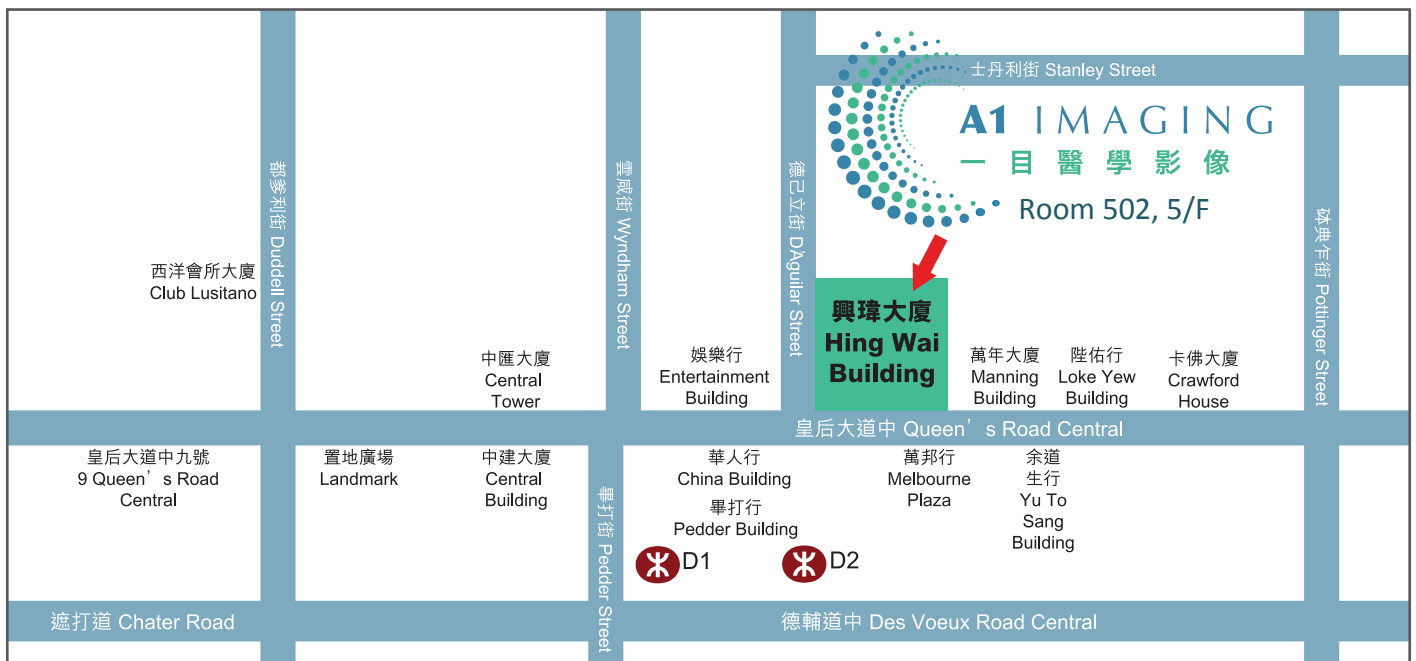 士丹利街 Stanley Street
A1 IMAGING
一目醫學影像
Room 502, 5/F
都爹利街 Duddell Street
雲咸街 Wyndham Street
德己立街 D'Aguilar Street
砵典乍街 Pottinger Street
西洋會所大廈
Club Lusitano
中匯大廈
Central
Tower
娛樂行
Entertainment
Building
興瑋大廈
Hing Wai
Building
萬年大廈
Manning
Building
陞佑行
Loke Yew
Building
卡佛大廈
Crawford
House
皇后大道中 Queen’s Road Central
皇后大道中九號
9 Queen’s Road
Central
置地廣場
Landmark
中建大廈
Central
Building
畢打街 Pedder Street
華人行
China Building
畢打行
Pedder Building
D1
D2
萬邦行
Melbourne
Plaza
余道
生行
Yu To
Sang
Building
遮打道 Chater Road
德輔道中 Des Voeux Road Central